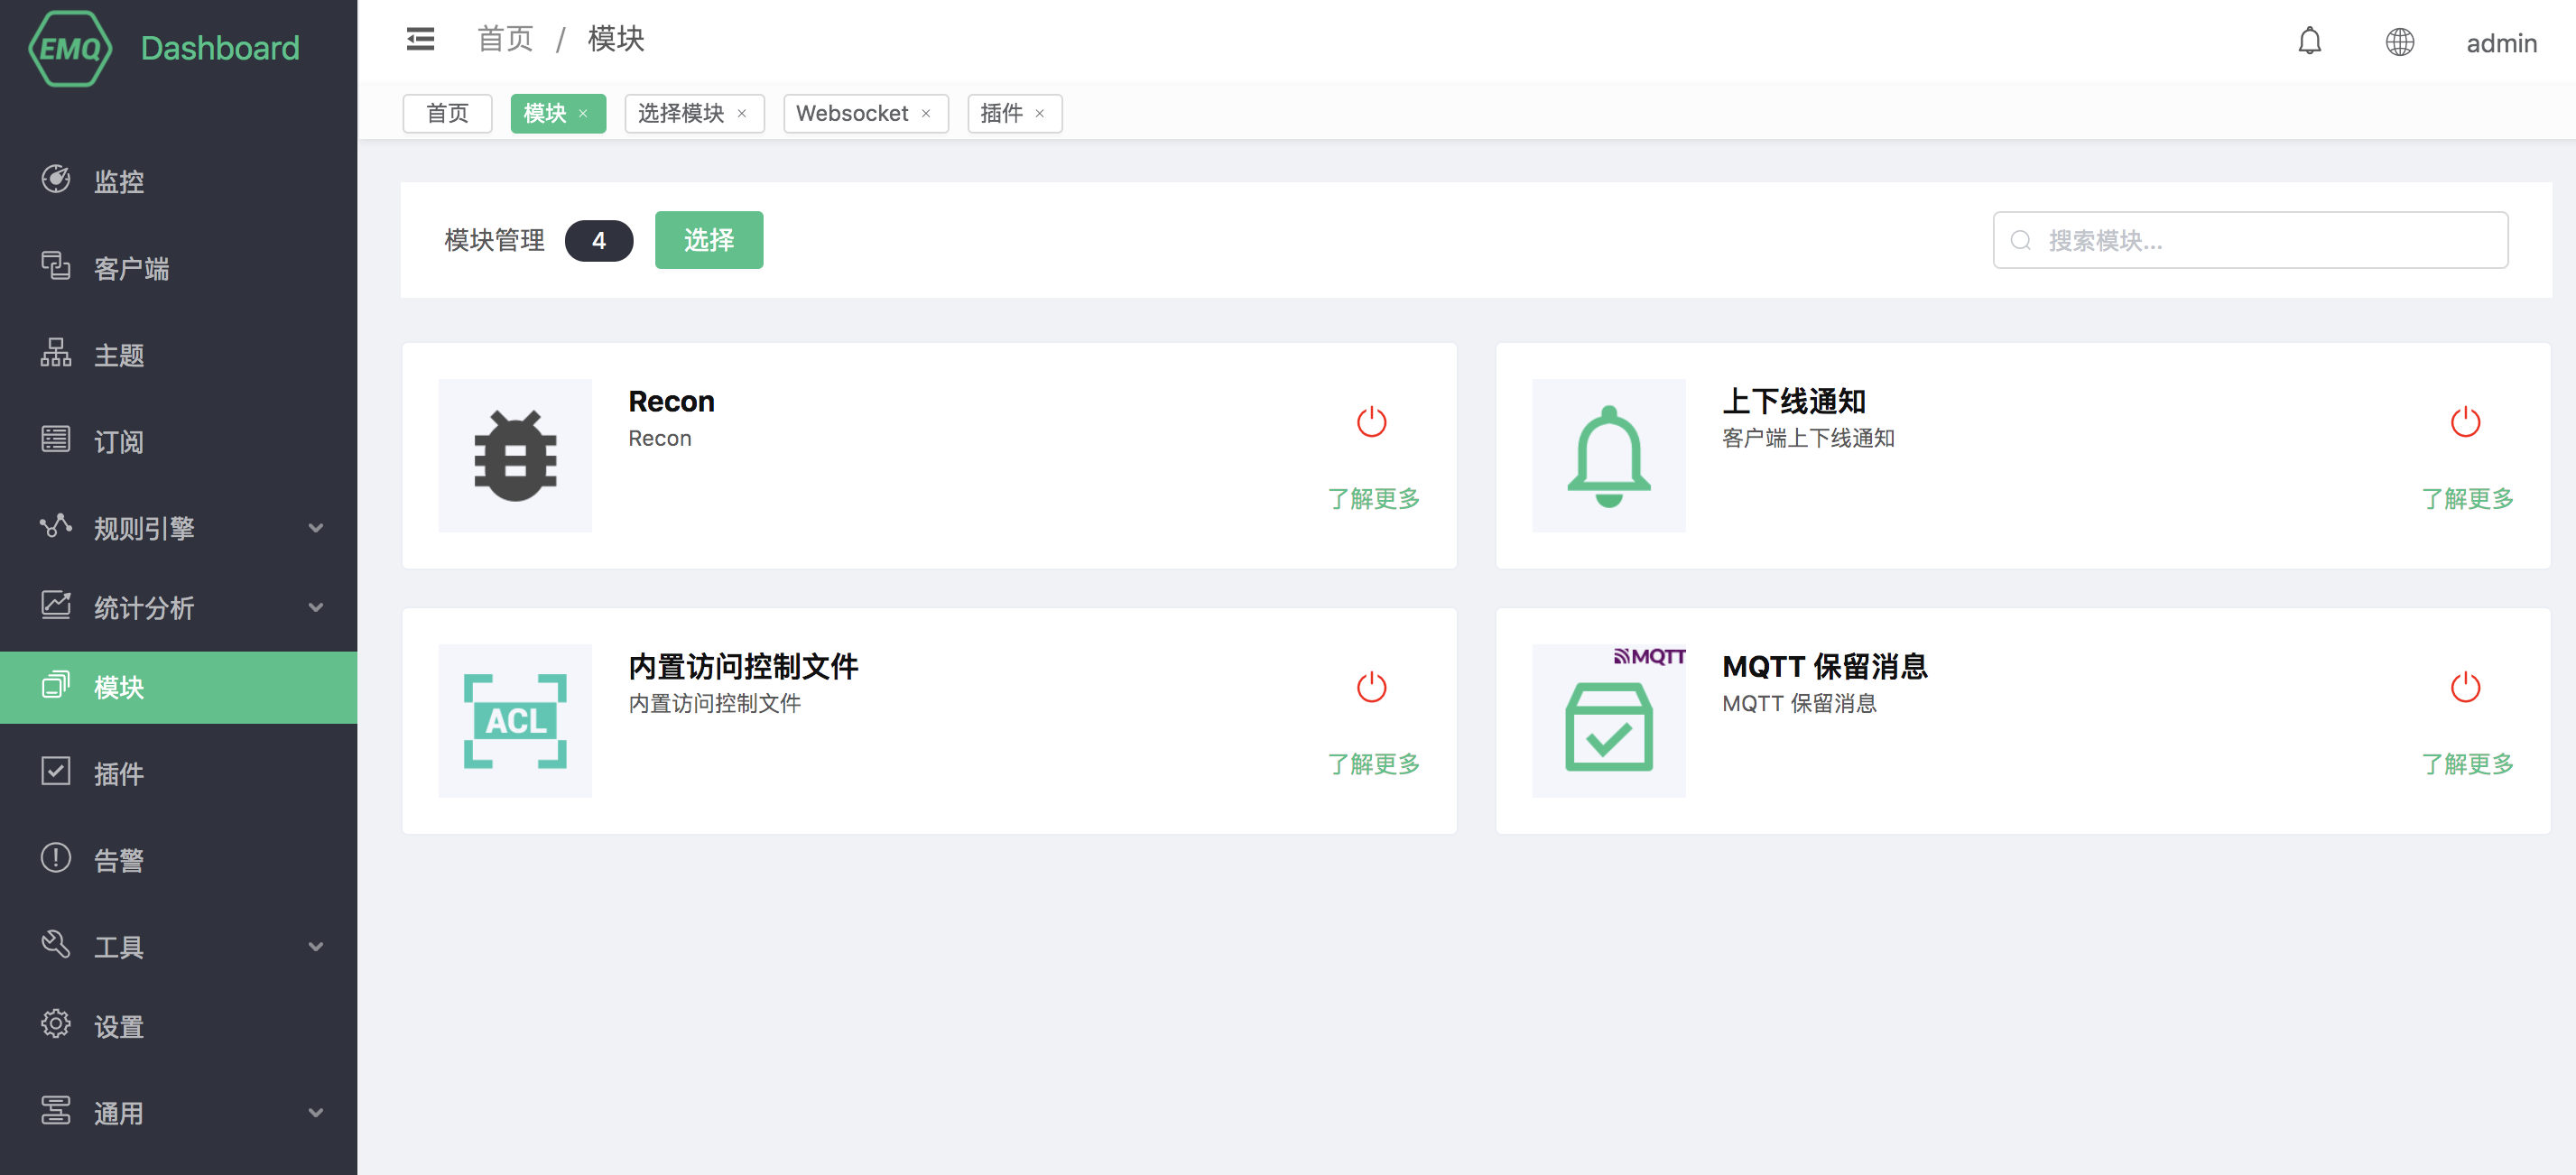 EMQ Dashboard
监控
客户端
主题
订阅
规则引擎
统计分析
模块
插件
告警
工具
设置
通用
首页 / 模块
admin
首页 模块 × 选择模块 × Websocket × 插件 ×
模块管理 4 选择
搜索模块...
Recon
Recon
了解更多
上下线通知
客户端上下线通知
了解更多
ACL
内置访问控制文件
内置访问控制文件
了解更多
MQTT
MQTT 保留消息
MQTT 保留消息
了解更多